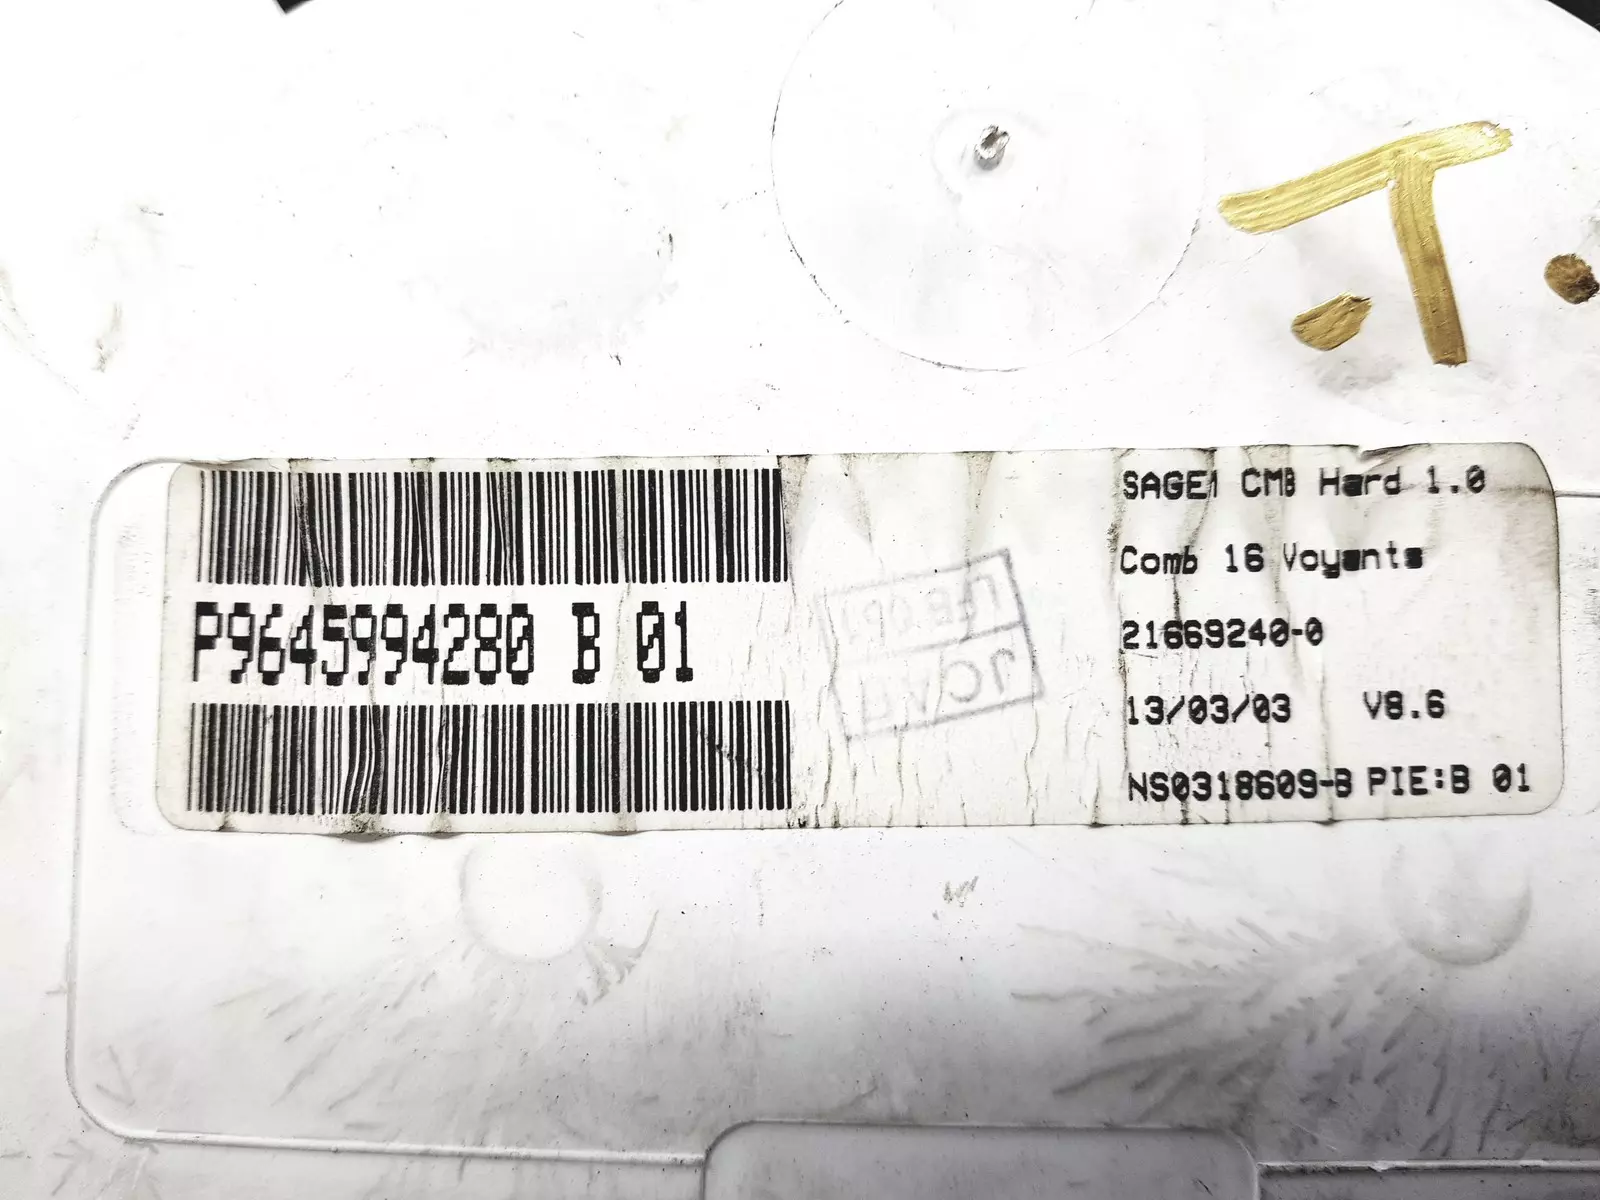 T.
P9645994280 B 01
SAGEM CMB Hard 1.0
Comb 16 Voyants
21669240-0
13/03/03 V8.6
NS0318609-B PIE:B 01